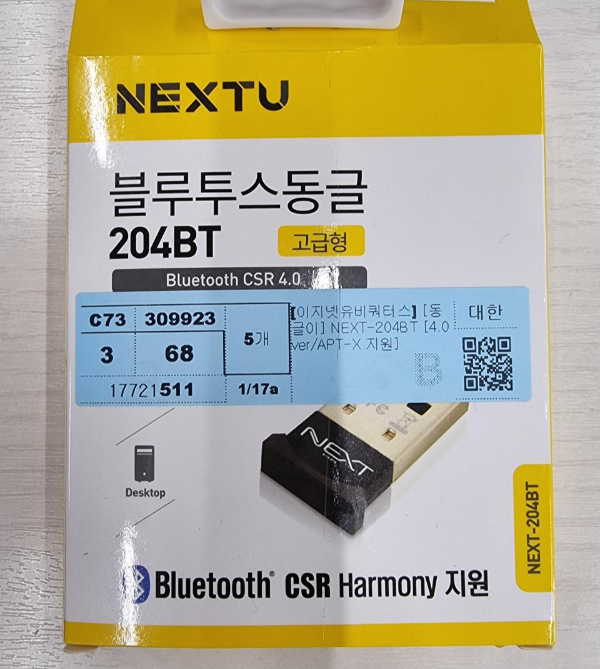 NEXTU
블루투스동글
204BT 고급형
Bluetooth CSR 4.0
C73 309923 5개
3 68
17721511 1/17a
[이지넷유비쿼터스] [동
글이] NEXT-204BT [4.0
ver/APT-X 지원]
대한
B
NEXT
Desktop
NEXT-204BT
Bluetooth® CSR Harmony 지원